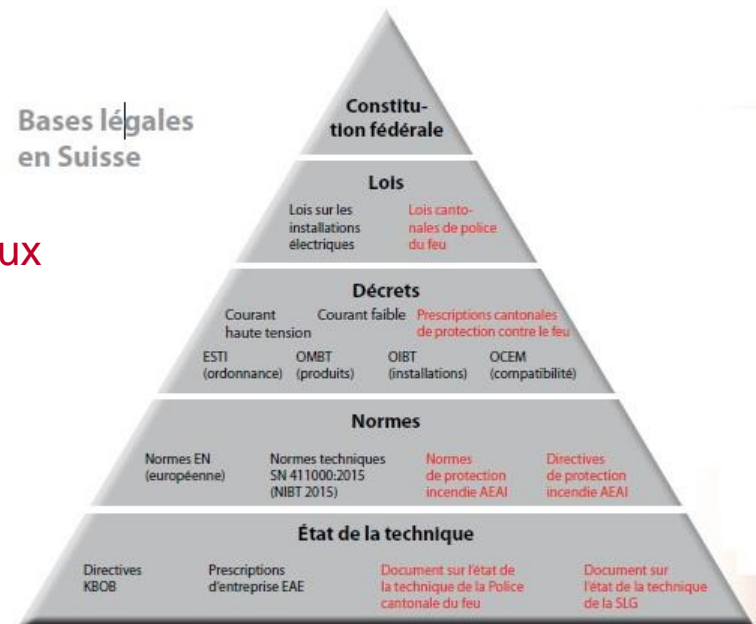 Bases légales
en Suisse
ux
Constitu-
tion fédérale
Lois
Lois sur les
installations
électriques
Lois canto-
nales de police
du feu
Décrets
Courant
haute tension
Courant faible
Prescriptions cantonales
de protection contre le feu
ESTI
(ordonnance)
OMBT
(produits)
OIBT
(installations)
OCEM
(compatibilité)
Normes
Normes EN
(européenne)
Normes techniques
SN 411000:2015
(NIBT 2015)
Normes
de protection
incendie AEAI
Directives
de protection
incendie AEAI
État de la technique
Directives
KBOB
Prescriptions
d'entreprise EAE
Document sur l'état de
la technique de la Police
cantonale du feu
Document sur
l'état de la technique
de la SLG